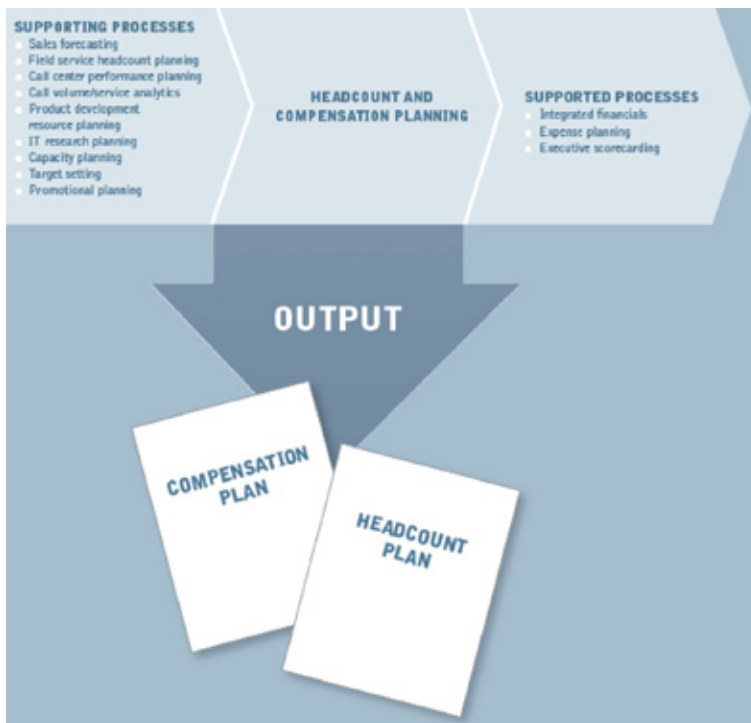 SUPPORTING PROCESSES
Sales forecasting
Field service headcount planning
Call center performance planning
Call volume/service analytics
Product development
resource planning
IT research planning
Capacity planning
Target setting
Promotional planning
HEADCOUNT AND
COMPENSATION PLANNING
SUPPORTED PROCESSES
Integrated financials
Expense planning
Executive scorecarding
OUTPUT
COMPENSATION
PLAN
HEADCOUNT
PLAN